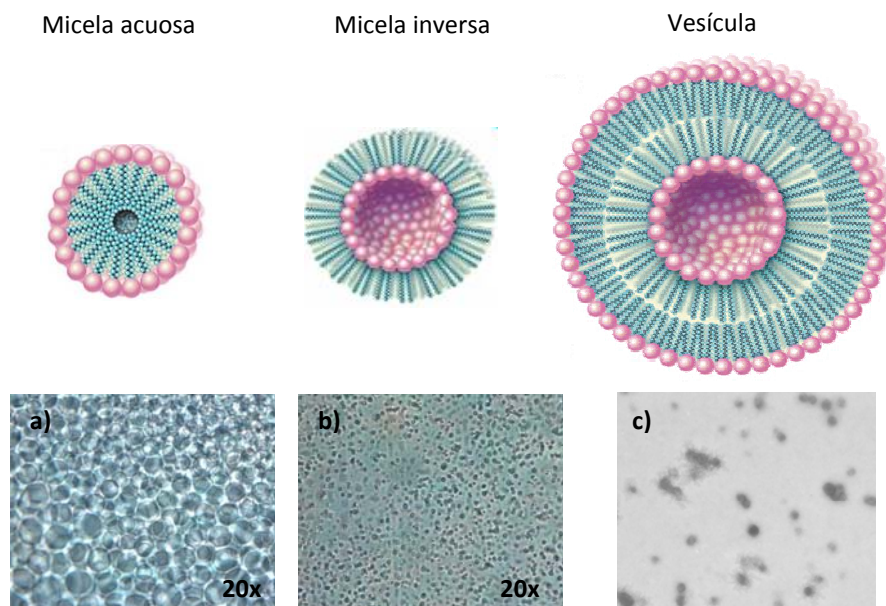 Micela acuosa
Micela inversa
Vesícula
a)
b)
c)
20x
20x